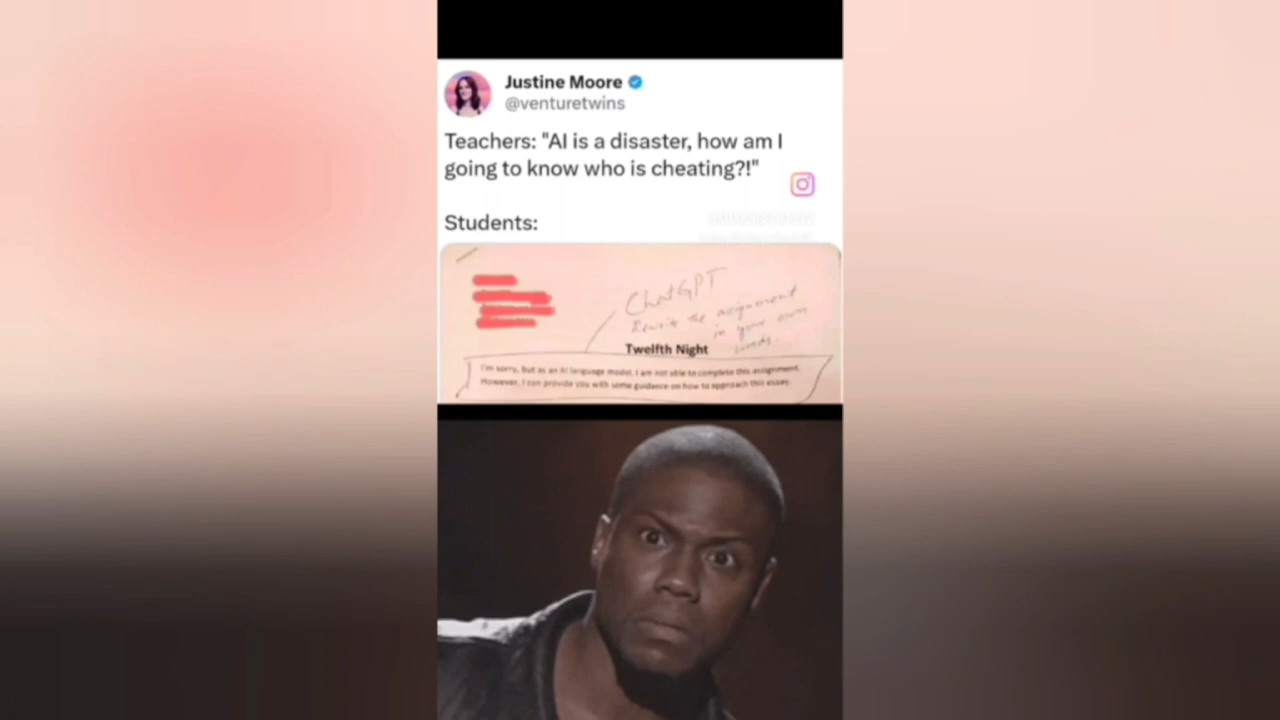 Justine Moore
@venturetwins
Teachers: "AI is a disaster, how am I
going to know who is cheating?!"
Students:
ChatGPT
Rewrite the assignment
in your own
words.
Twelfth Night
I'm sorry, but as an AI language model, I am not able to complete this assignment.
However, I can provide you with some guidance on how to approach this essay.